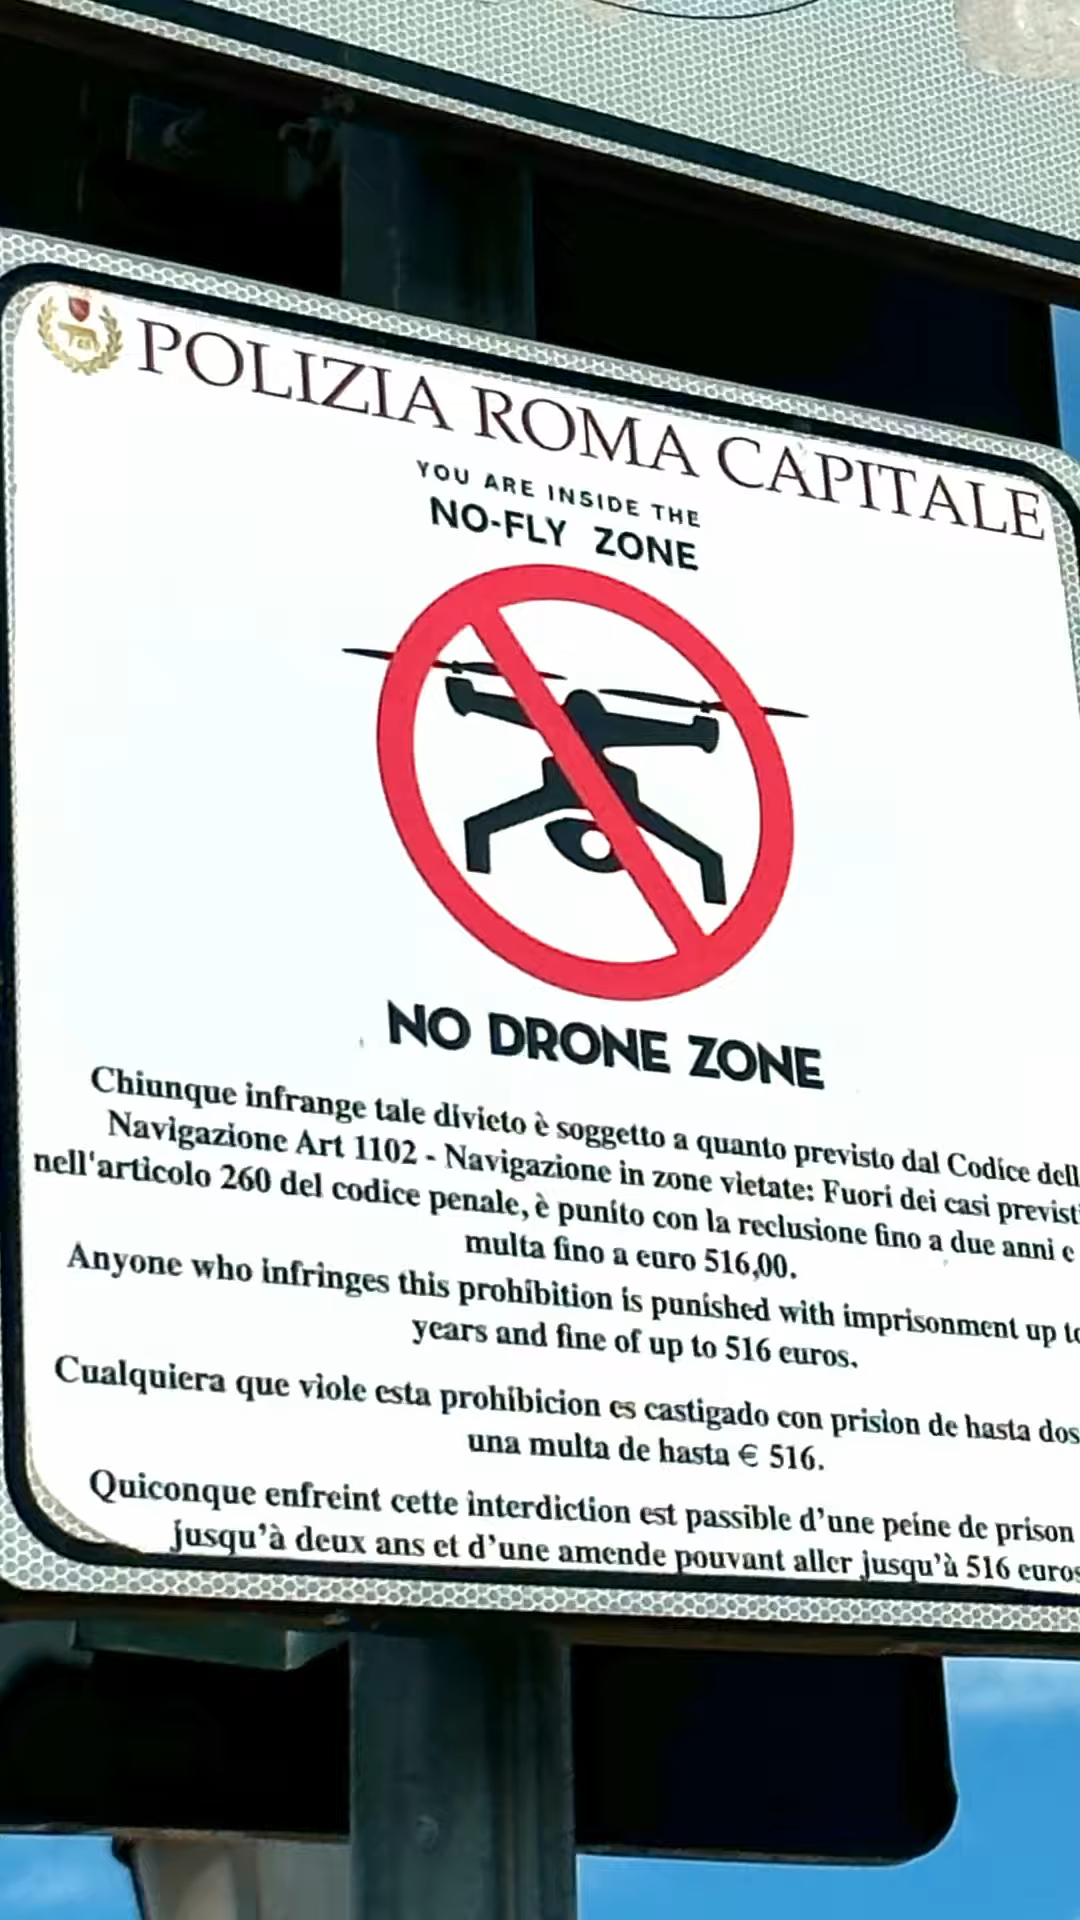 POLIZIA ROMA CAPITALE
YOU ARE INSIDE THE
NO-FLY ZONE
NO DRONE ZONE
Chiunque infrange tale divieto è soggetto a quanto previsto dal Codice dell
Navigazione Art 1102 - Navigazione in zone vietate: Fuori dei casi previsti
nell'articolo 260 del codice penale, è punito con la reclusione fino a due anni e
multa fino a euro 516,00.
Anyone who infringes this prohibition is punished with imprisonment up to
years and fine of up to 516 euros.
Cualquiera que viole esta prohibicion es castigado con prision de hasta dos
una multa de hasta € 516.
Quiconque enfreint cette interdiction est passible d’une peine de prison
jusqu’à deux ans et d’une amende pouvant aller jusqu’à 516 euros